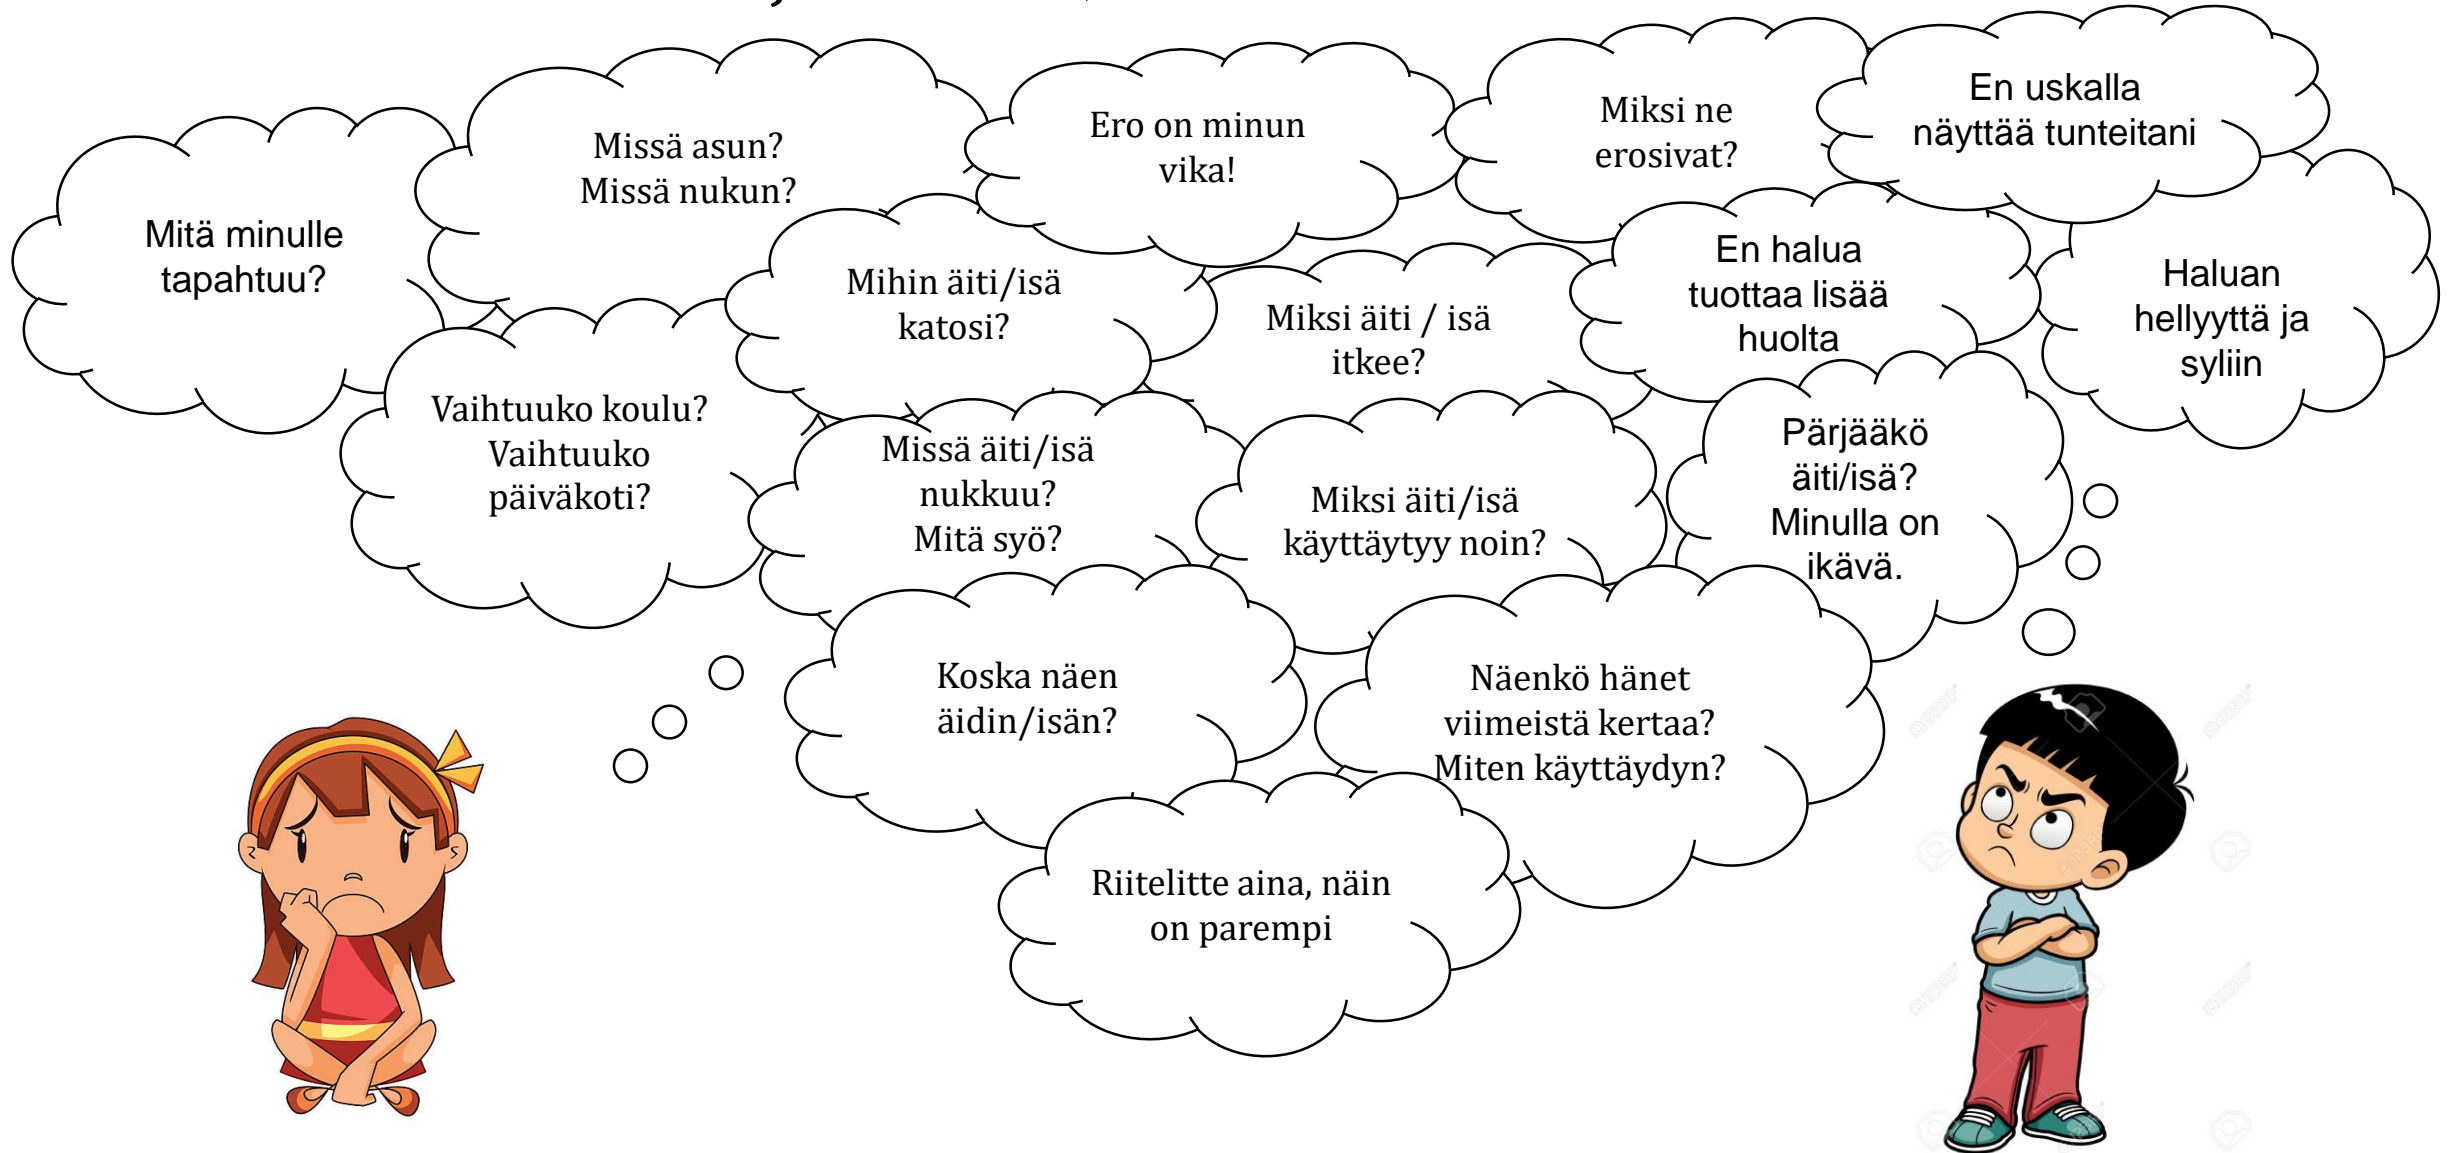 Mitä minulle
tapahtuu?
Missä asun?
Missä nukun?
Ero on minun
vika!
Miksi ne
erosivat?
En uskalla
näyttää tunteitani
Mihin äiti/isä
katosi?
Miksi äiti / isä
itkee?
En halua
tuottaa lisää
huolta
Haluan
hellyyttä ja
syliin
Vaihtuuko koulu?
Vaihtuuko
päiväkoti?
Missä äiti/isä
nukkuu?
Mitä syö?
Miksi äiti/isä
käyttäytyy noin?
Pärjääkö
äiti/isä?
Minulla on
ikävä.
Koska näen
äidin/isän?
Näenkö hänet
viimeistä kertaa?
Miten käyttäydyn?
Riitelitte aina, näin
on parempi